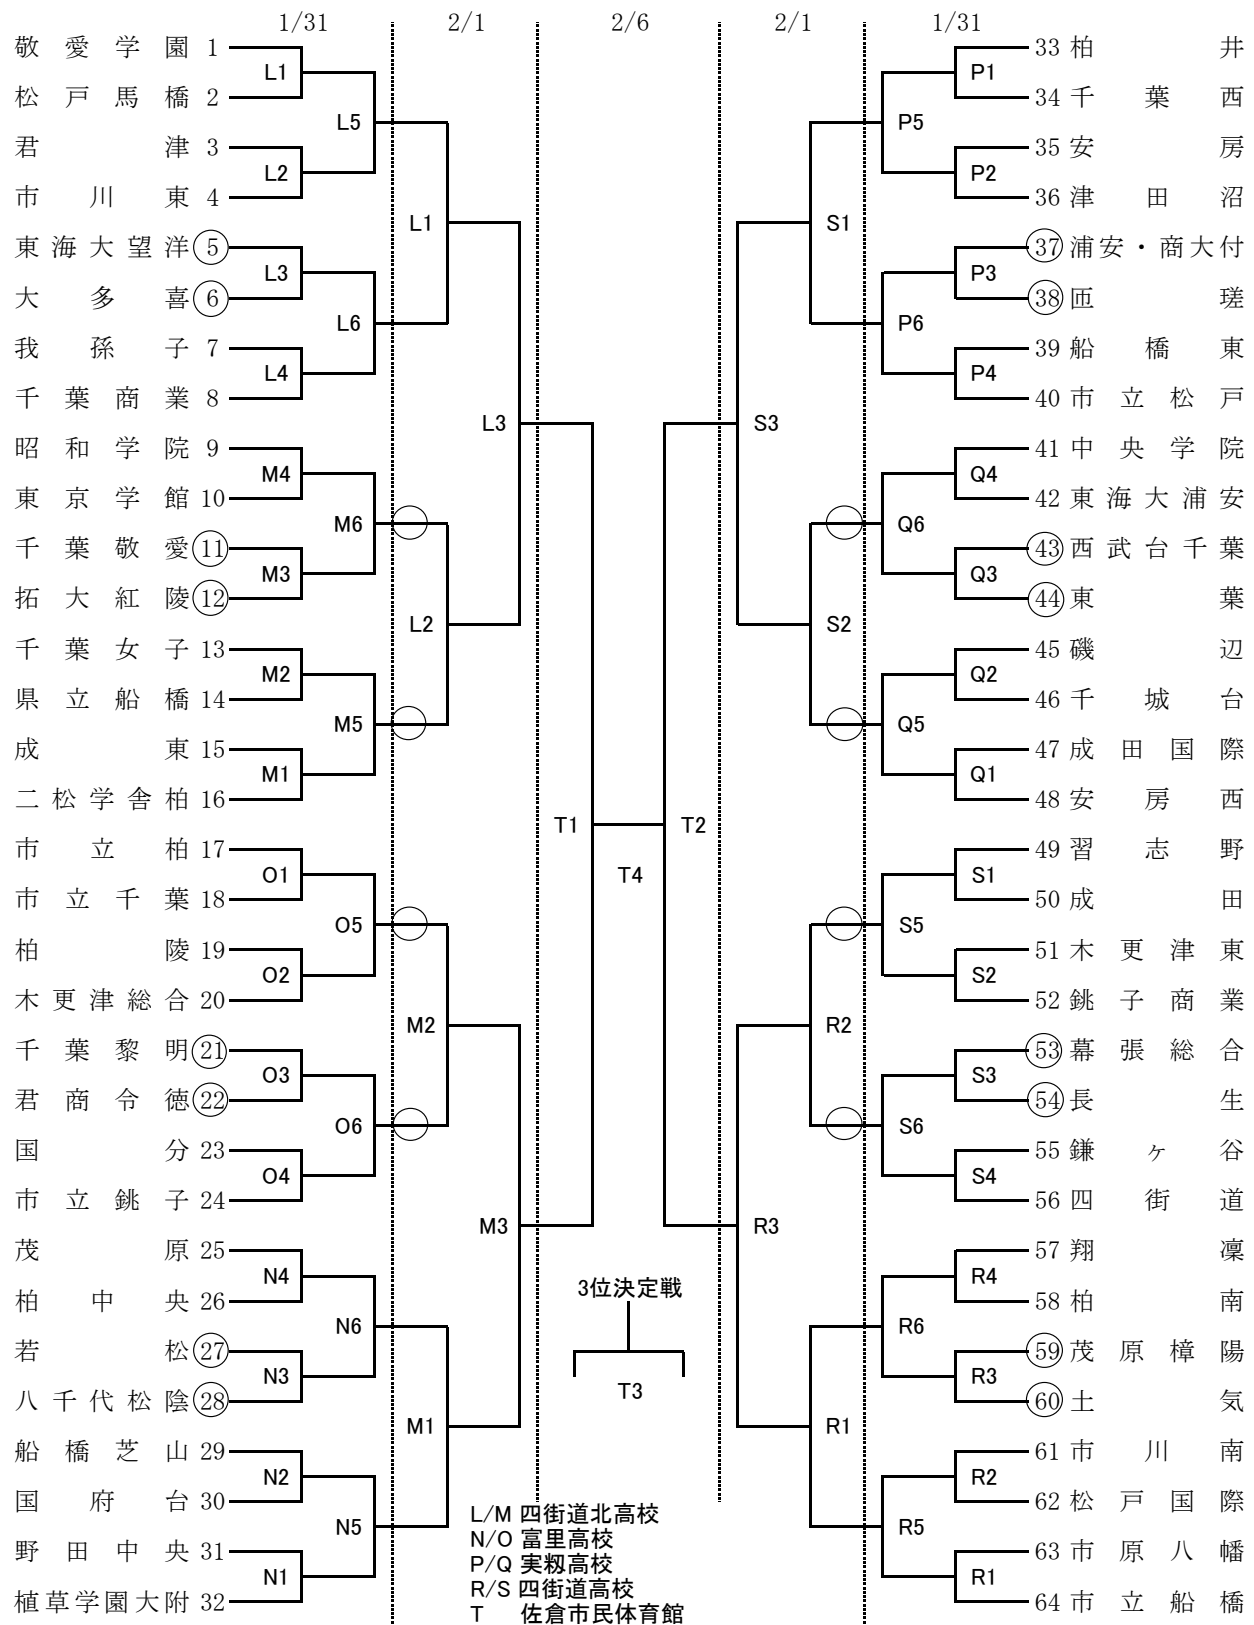 1/31 2/1 2/6 2/1 1/31
敬愛学園 1
松戸馬橋 2
君津 3
市川東 4
東海大望洋 5
大多喜 6
我孫子 7
千葉商業 8
昭和学院 9
東京学館 10
千葉敬愛 11
拓大紅陵 12
千葉女子 13
県立船橋 14
成東 15
二松学舎柏 16
市立柏 17
市立千葉 18
柏陵 19
木更津総合 20
千葉黎明 21
君商令徳 22
国分 23
市立銚子 24
茂原 25
柏中央 26
若松 27
八千代松陰 28
船橋芝山 29
国府台 30
野田中央 31
植草学園大附 32
L1
L2
L3
L4
M4
M3
M2
M1
O1
O2
O3
O4
N4
N3
N2
N1
L5
L6
M6
M5
O5
O6
N6
N5
L1
L2
M2
M1
L3
M3
T1
T4
T2
3位決定戦
T3
S3
R3
S1
S2
R2
R1
P5
P6
Q6
Q5
S5
S6
R6
R5
P1
P2
P3
P4
Q4
Q3
Q2
Q1
S1
S2
S3
S4
R4
R3
R2
R1
33 柏井
34 千葉西
35 安房
36 津田沼
37 浦安・商大付
38 匝瑳
39 船橋東
40 市立松戸
41 中央学院
42 東海大浦安
43 西武台千葉
44 東葉
45 磯辺
46 千城台
47 成田国際
48 安房西
49 習志野
50 成田
51 木更津東
52 銚子商業
53 幕張総合
54 長生
55 鎌ヶ谷
56 四街道
57 翔凜
58 柏南
59 茂原樟陽
60 土気
61 市川南
62 松戸国際
63 市原八幡
64 市立船橋
L/M 四街道北高校
N/O 富里高校
P/Q 実籾高校
R/S 四街道高校
T 佐倉市民体育館